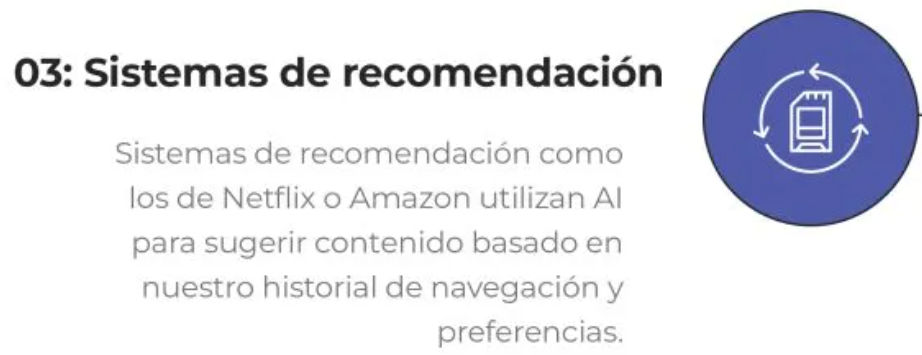 03: Sistemas de recomendación
Sistemas de recomendación como
los de Netflix o Amazon utilizan AI
para sugerir contenido basado en
nuestro historial de navegación y
preferencias.